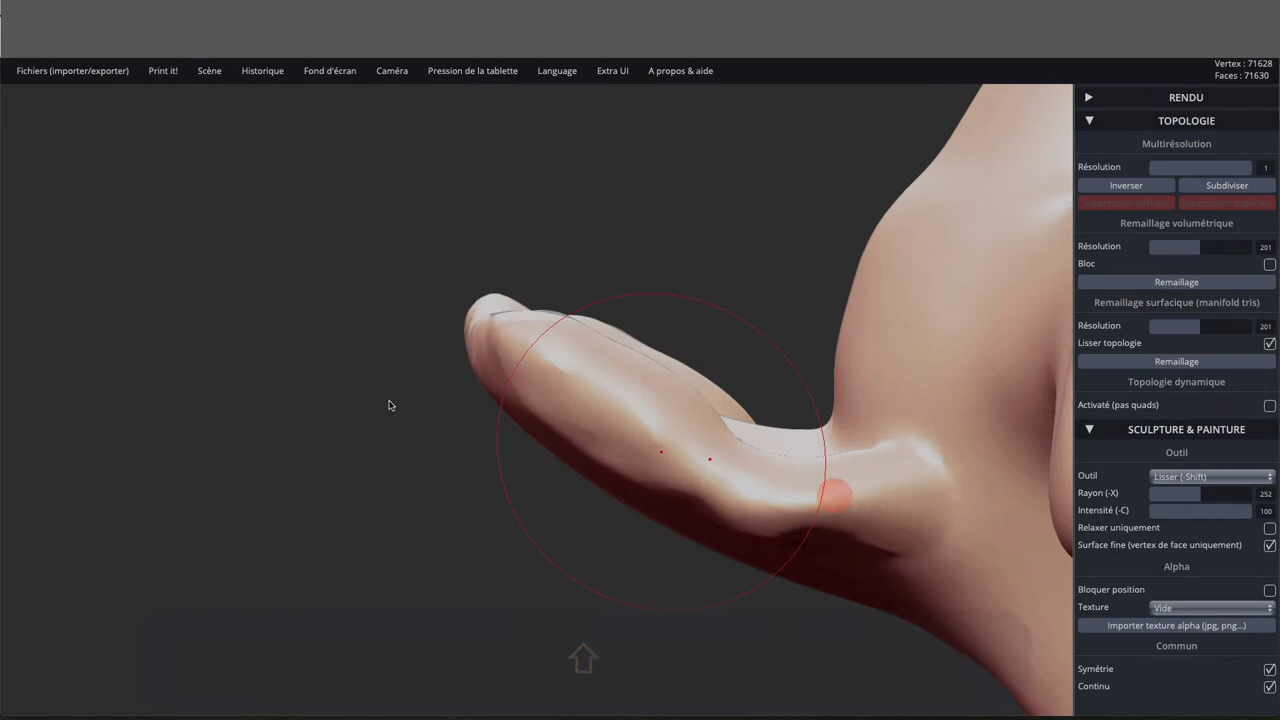 Fichiers (importer/exporter) Print it! Scène Historique Fond d'écran Caméra Pression de la tablette Language Extra UI A propos & aide
Vertex : 71628
Faces : 71630
RENDU
TOPOLOGIE
Multirésolution
Résolution 1
Inverser Subdiviser
Suppression inférieur Suppression supérieur
Remaillage volumétrique
Résolution 201
Bloc
Remaillage
Remaillage surfacique (manifold tris)
Résolution 201
Lisser topologie
Remaillage
Topologie dynamique
Activaté (pas quads)
SCULPTURE & PAINTURE
Outil
Outil Lisser (-Shift)
Rayon (-X) 252
Intensité (-C) 100
Relaxer uniquement
Surface fine (vertex de face uniquement)
Alpha
Bloquer position
Texture Vide
Importer texture alpha (jpg, png...)
Commun
Symétrie
Continu